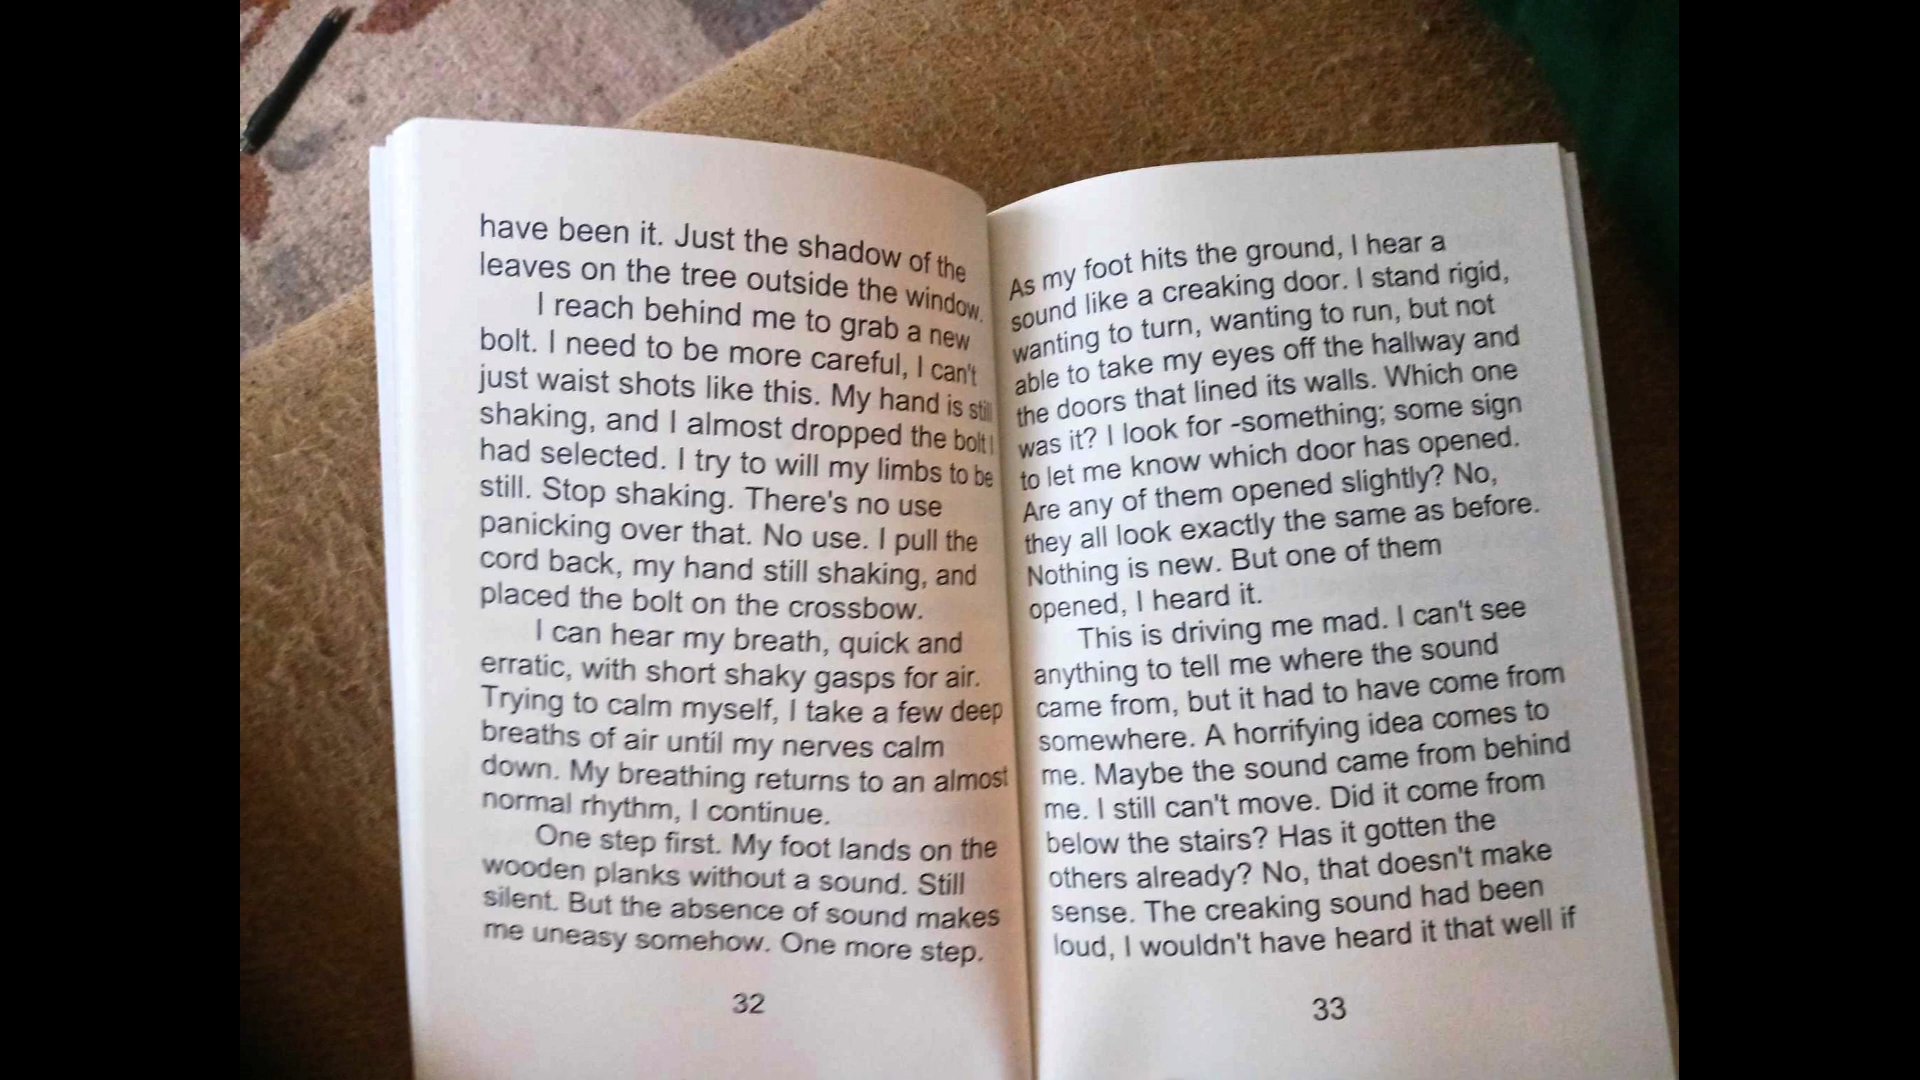 have been it. Just the shadow of the
leaves on the tree outside the window.
I reach behind me to grab a new
bolt. I need to be more careful, I can't
just waist shots like this. My hand is still
shaking, and I almost dropped the bolt I
had selected. I try to will my limbs to be
still. Stop shaking. There's no use
panicking over that. No use. I pull the
cord back, my hand still shaking, and
placed the bolt on the crossbow.
I can hear my breath, quick and
erratic, with short shaky gasps for air.
Trying to calm myself, I take a few deep
breaths of air until my nerves calm
down. My breathing returns to an almost
normal rhythm, I continue.
One step first. My foot lands on the
wooden planks without a sound. Still
silent. But the absence of sound makes
me uneasy somehow. One more step.
32
As my foot hits the ground, I hear a
sound like a creaking door. I stand rigid,
wanting to turn, wanting to run, but not
able to take my eyes off the hallway and
the doors that lined its walls. Which one
was it? I look for -something; some sign
to let me know which door has opened.
Are any of them opened slightly? No,
they all look exactly the same as before.
Nothing is new. But one of them
opened, I heard it.
This is driving me mad. I can't see
anything to tell me where the sound
came from, but it had to have come from
somewhere. A horrifying idea comes to
me. Maybe the sound came from behind
me. I still can't move. Did it come from
below the stairs? Has it gotten the
others already? No, that doesn't make
sense. The creaking sound had been
loud, I wouldn't have heard it that well if
33